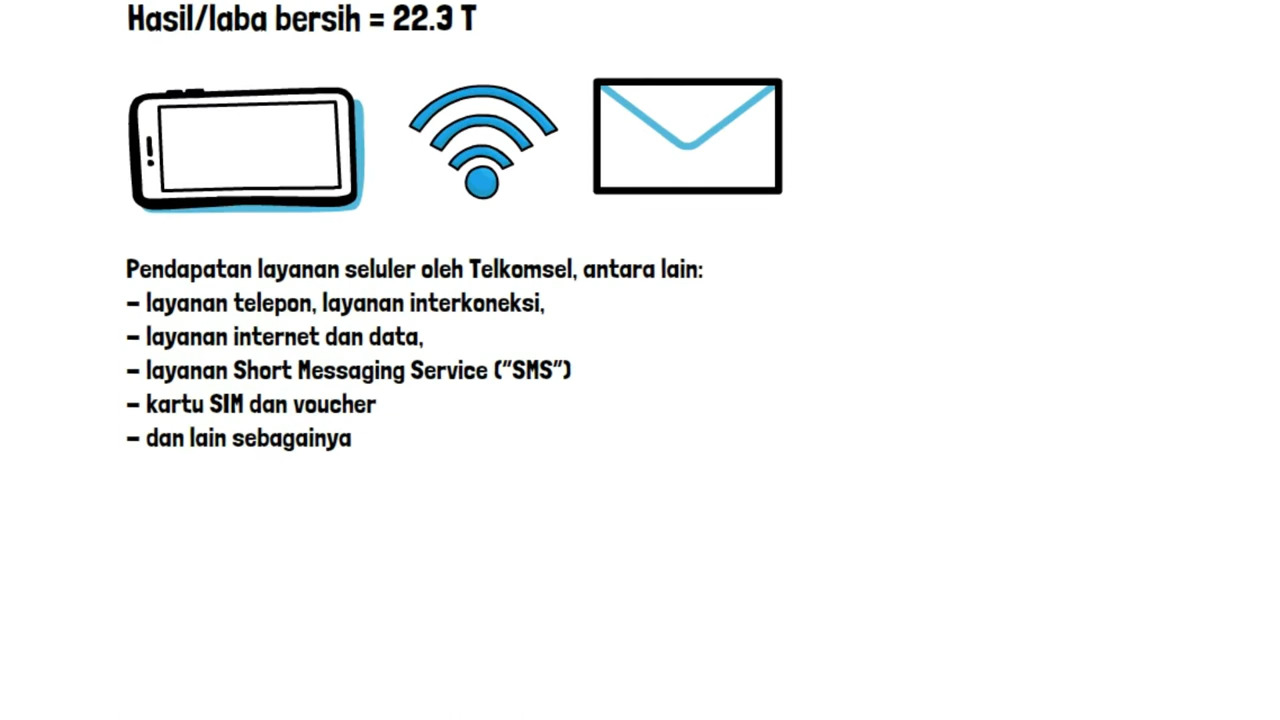 Hasil/laba bersih = 22.3 T
Pendapatan layanan seluler oleh Telkomsel, antara lain:
- layanan telepon, layanan interkoneksi,
- layanan internet dan data,
- layanan Short Messaging Service ("SMS")
- kartu SIM dan voucher
- dan lain sebagainya